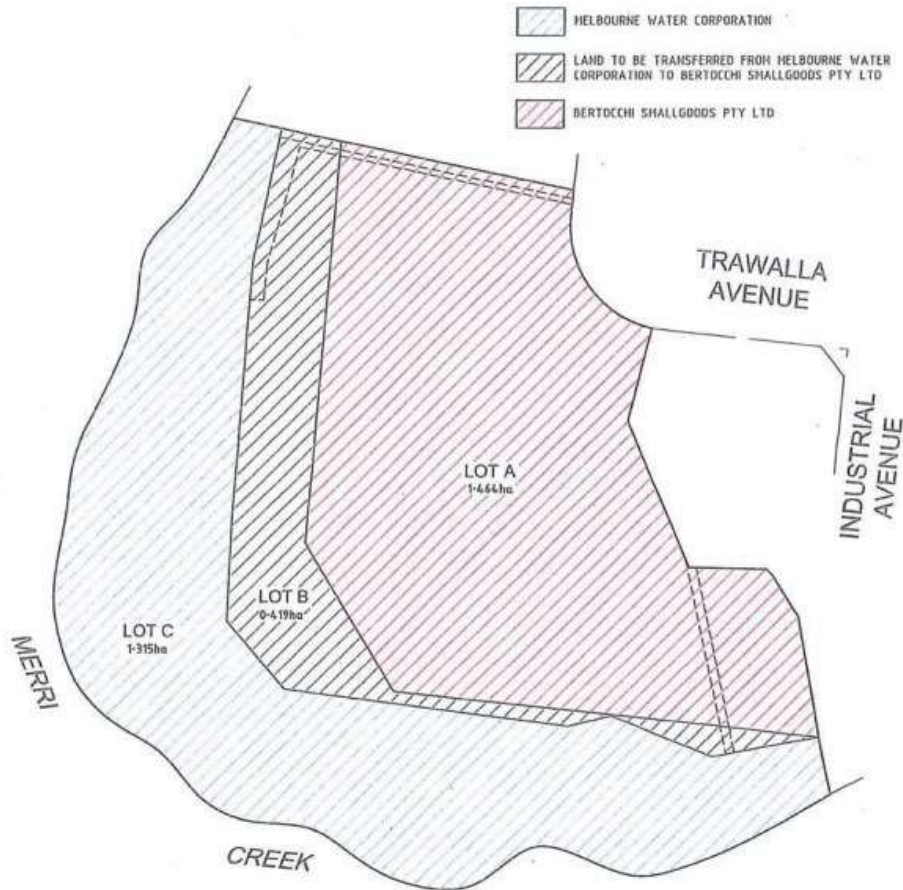 MELBOURNE WATER CORPORATION
LAND TO BE TRANSFERRED FROM MELBOURNE WATER
CORPORATION TO BERTOCCHI SMALLGOODS PTY LTD
BERTOCCHI SMALLGOODS PTY LTD
TRAWALLA
AVENUE
INDUSTRIAL
AVENUE
LOT A
1·464ha
LOT B
0·419ha
LOT C
1·315ha
MERRI
CREEK